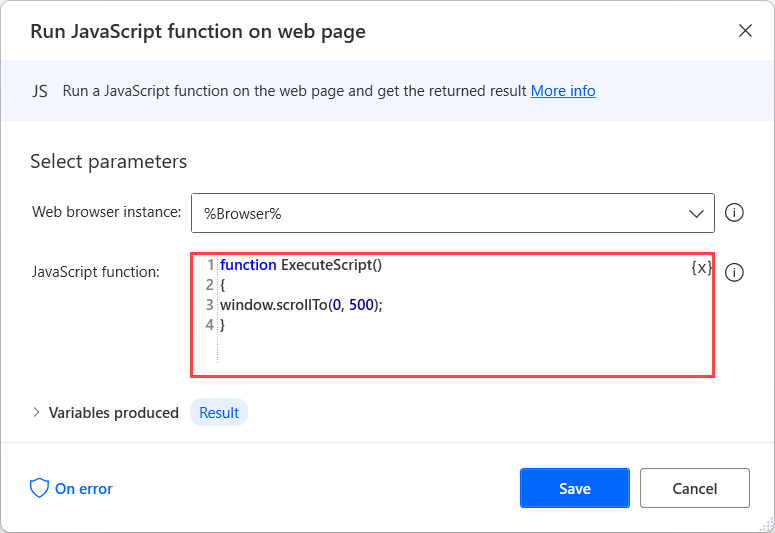 Run JavaScript function on web page
JS Run a JavaScript function on the web page and get the returned result More info
Select parameters
Web browser instance: %Browser%
JavaScript function:
1 function ExecuteScript()
2 {
3 window.scrollTo(0, 500);
4 }
{x}
Variables produced Result
On error
Save
Cancel